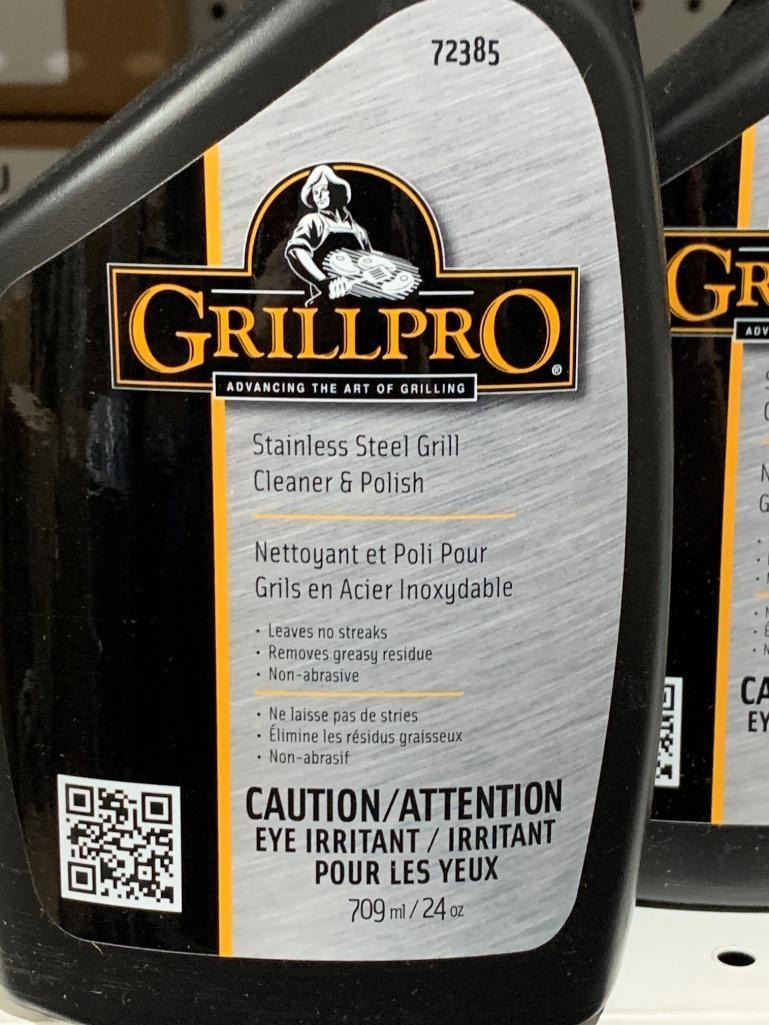 72385
GRILLPRO®
ADVANCING THE ART OF GRILLING
Stainless Steel Grill
Cleaner & Polish
Nettoyant et Poli Pour
Grils en Acier Inoxydable
• Leaves no streaks
• Removes greasy residue
• Non-abrasive
• Ne laisse pas de stries
• Élimine les résidus graisseux
• Non-abrasif
CAUTION/ATTENTION
EYE IRRITANT / IRRITANT
POUR LES YEUX
709 ml / 24 oz